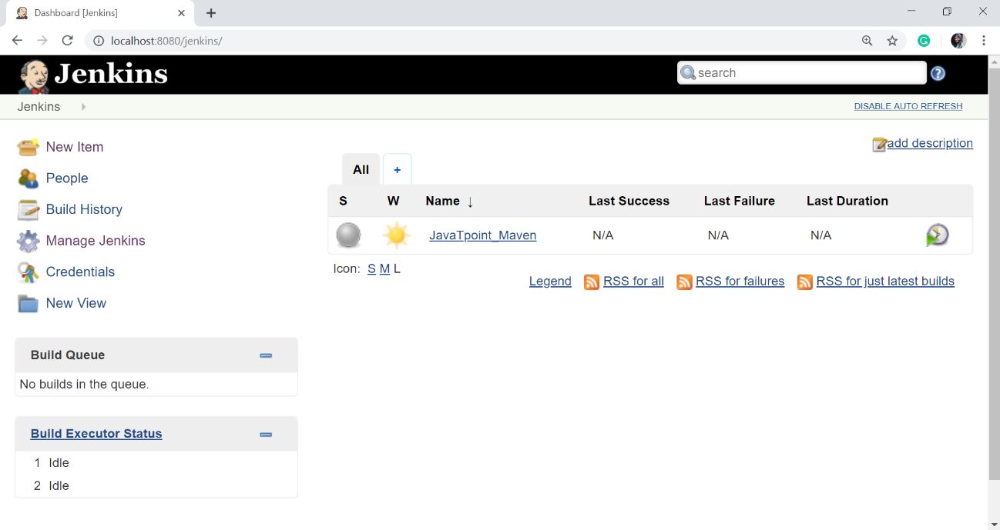 Dashboard [Jenkins]
localhost:8080/jenkins/
Jenkins
search
Jenkins
DISABLE AUTO REFRESH
New Item
People
Build History
Manage Jenkins
Credentials
New View
add description
All +
S W Name ↓ Last Success Last Failure Last Duration
JavaTpoint_Maven N/A N/A N/A
Icon: S M L
Legend RSS for all RSS for failures RSS for just latest builds
Build Queue
No builds in the queue.
Build Executor Status
1 Idle
2 Idle